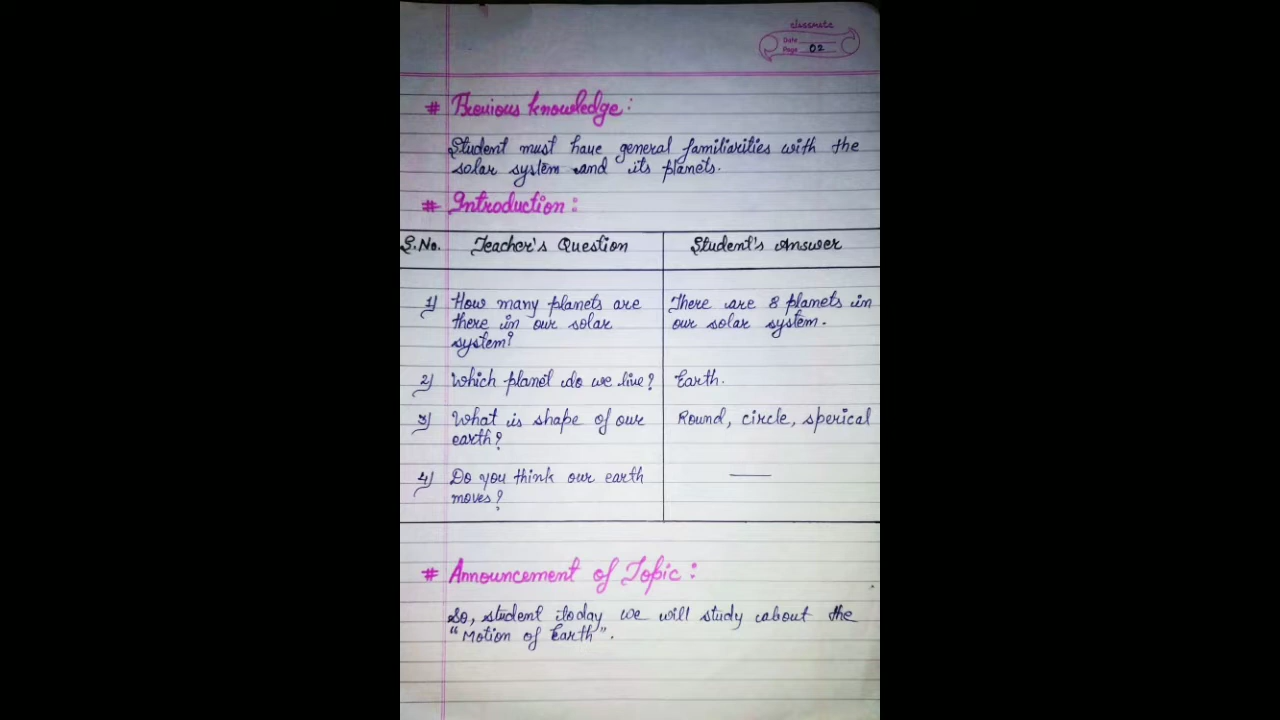 classmate
Date
Page 02
# Previous knowledge:
Student must have general familiarities with the
solar system and its planets.
# Introduction:
S.No. Teacher's Question Student's Answer
1) How many planets are There are 8 planets in
there in our solar our solar system.
system?
2) Which planet do we live? Earth.
3) What is shape of our Round, circle, sperical
earth?
4) Do you think our earth —
moves?
# Announcement of Topic:
So, student today we will study about the
"Motion of Earth".